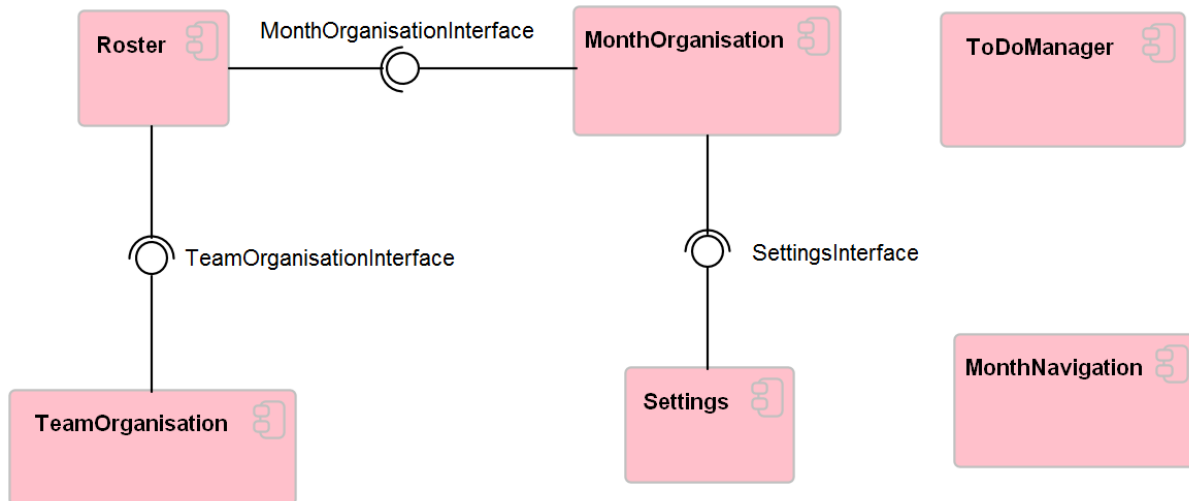 Roster
MonthOrganisationInterface
MonthOrganisation
ToDoManager
TeamOrganisationInterface
SettingsInterface
TeamOrganisation
Settings
MonthNavigation